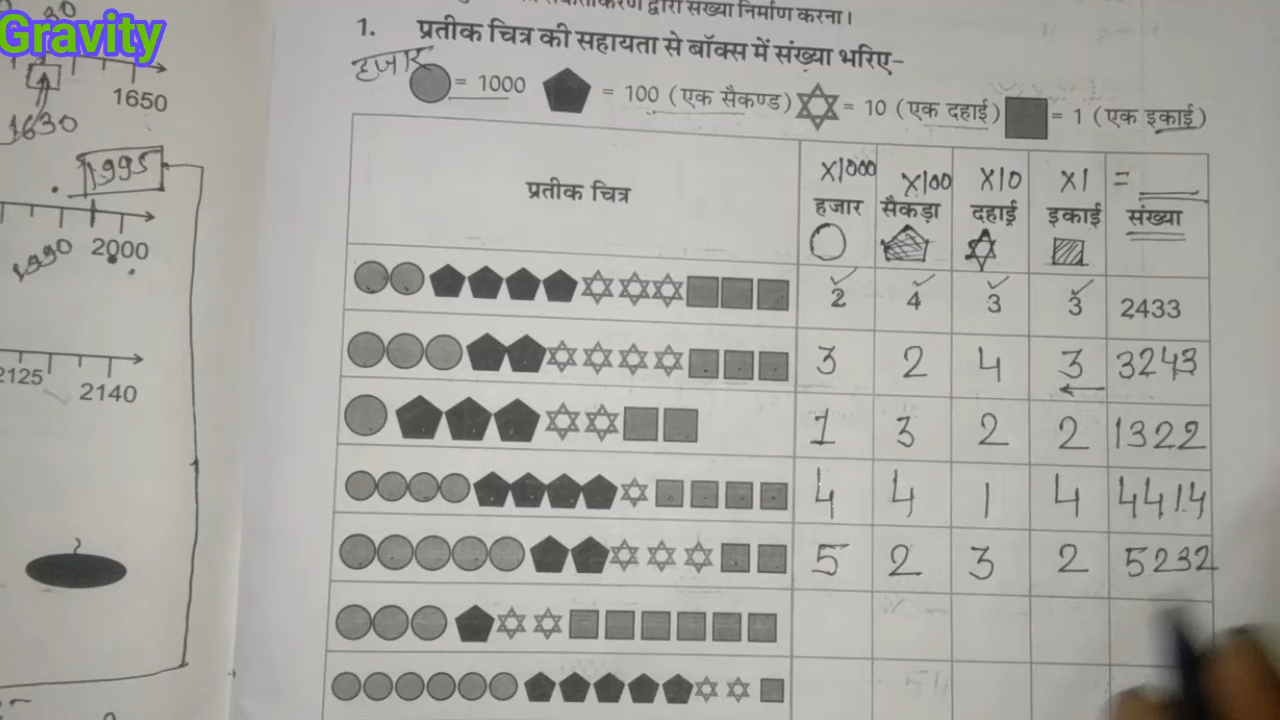 Gravity
30
1650
1630
1995
1990 2000
2125 2140
द्वारा संख्या निर्माण करना।
1. प्रतीक चित्र की सहायता से बॉक्स में संख्या भरिए–
हजार
= 1000 = 100 (एक सैकण्ड) = 10 (एक दहाई) = 1 (एक इकाई)
X1000 X100 X10 X1 =
प्रतीक चित्र हजार सैकड़ा दहाई इकाई संख्या
2 4 3 3 2433
3 2 4 3 3243
1 3 2 2 1322
4 4 1 4 4414
5 2 3 2 5232